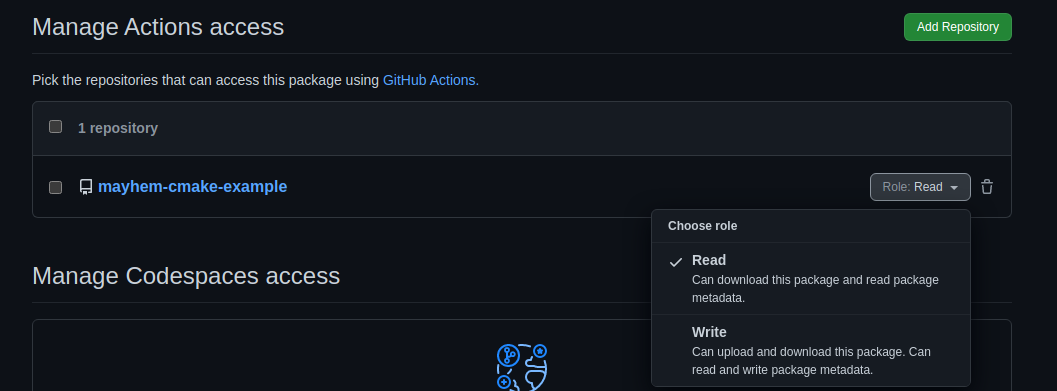 Manage Actions access
Add Repository
Pick the repositories that can access this package using GitHub Actions.
1 repository
mayhem-cmake-example
Role: Read
Choose role
Read
Can download this package and read package
metadata.
Manage Codespaces access
Write
Can upload and download this package. Can
read and write package metadata.